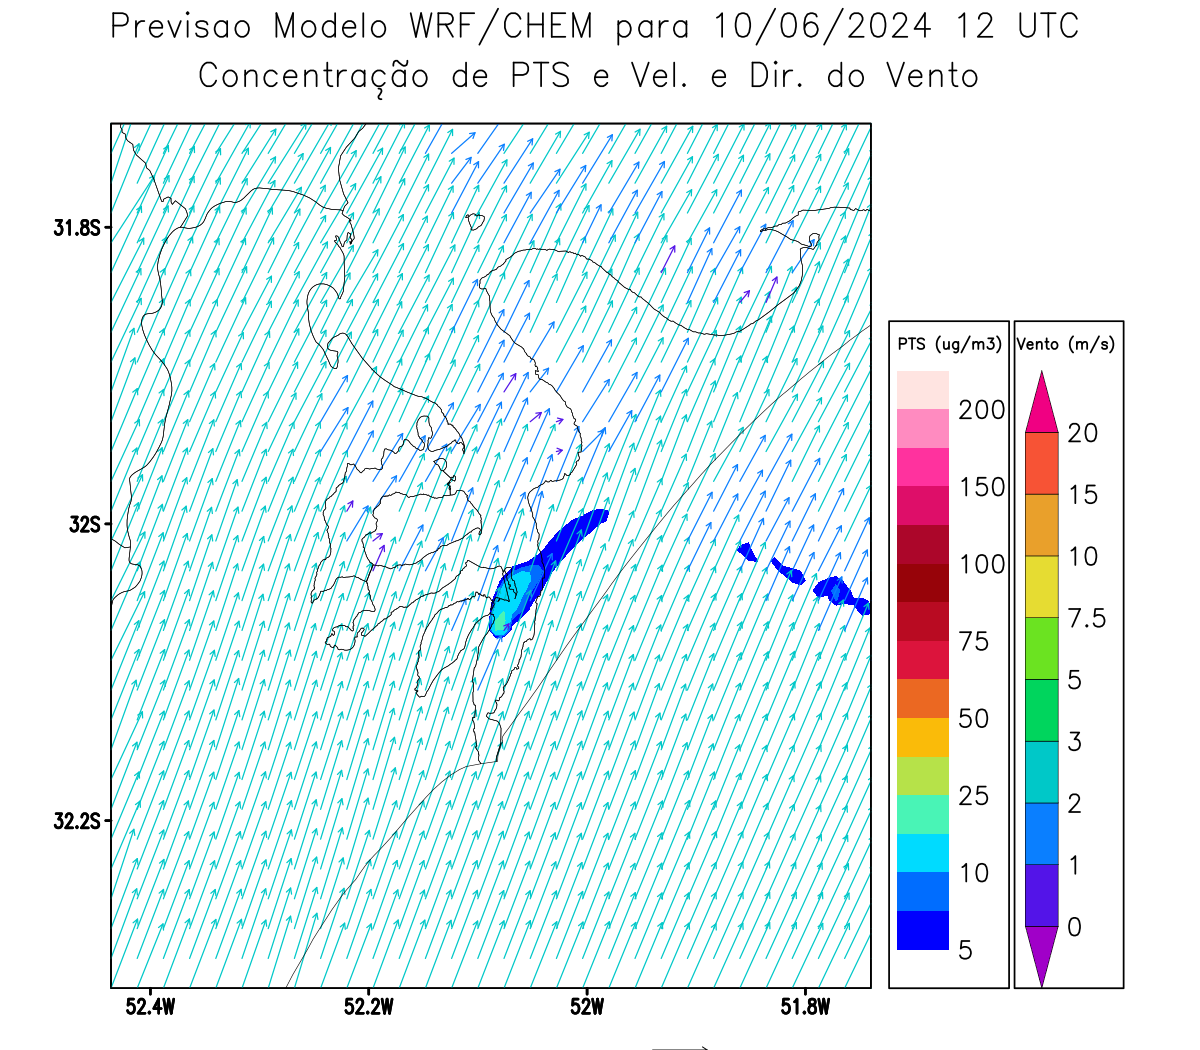 Previsao Modelo WRF/CHEM para 10/06/2024 12 UTC
Concentração de PTS e Vel. e Dir. do Vento
31.8S
32S
32.2S
52.4W
52.2W
52W
51.8W
PTS (ug/m3)
200
150
100
75
50
25
10
5
Vento (m/s)
20
15
10
7.5
5
3
2
1
0